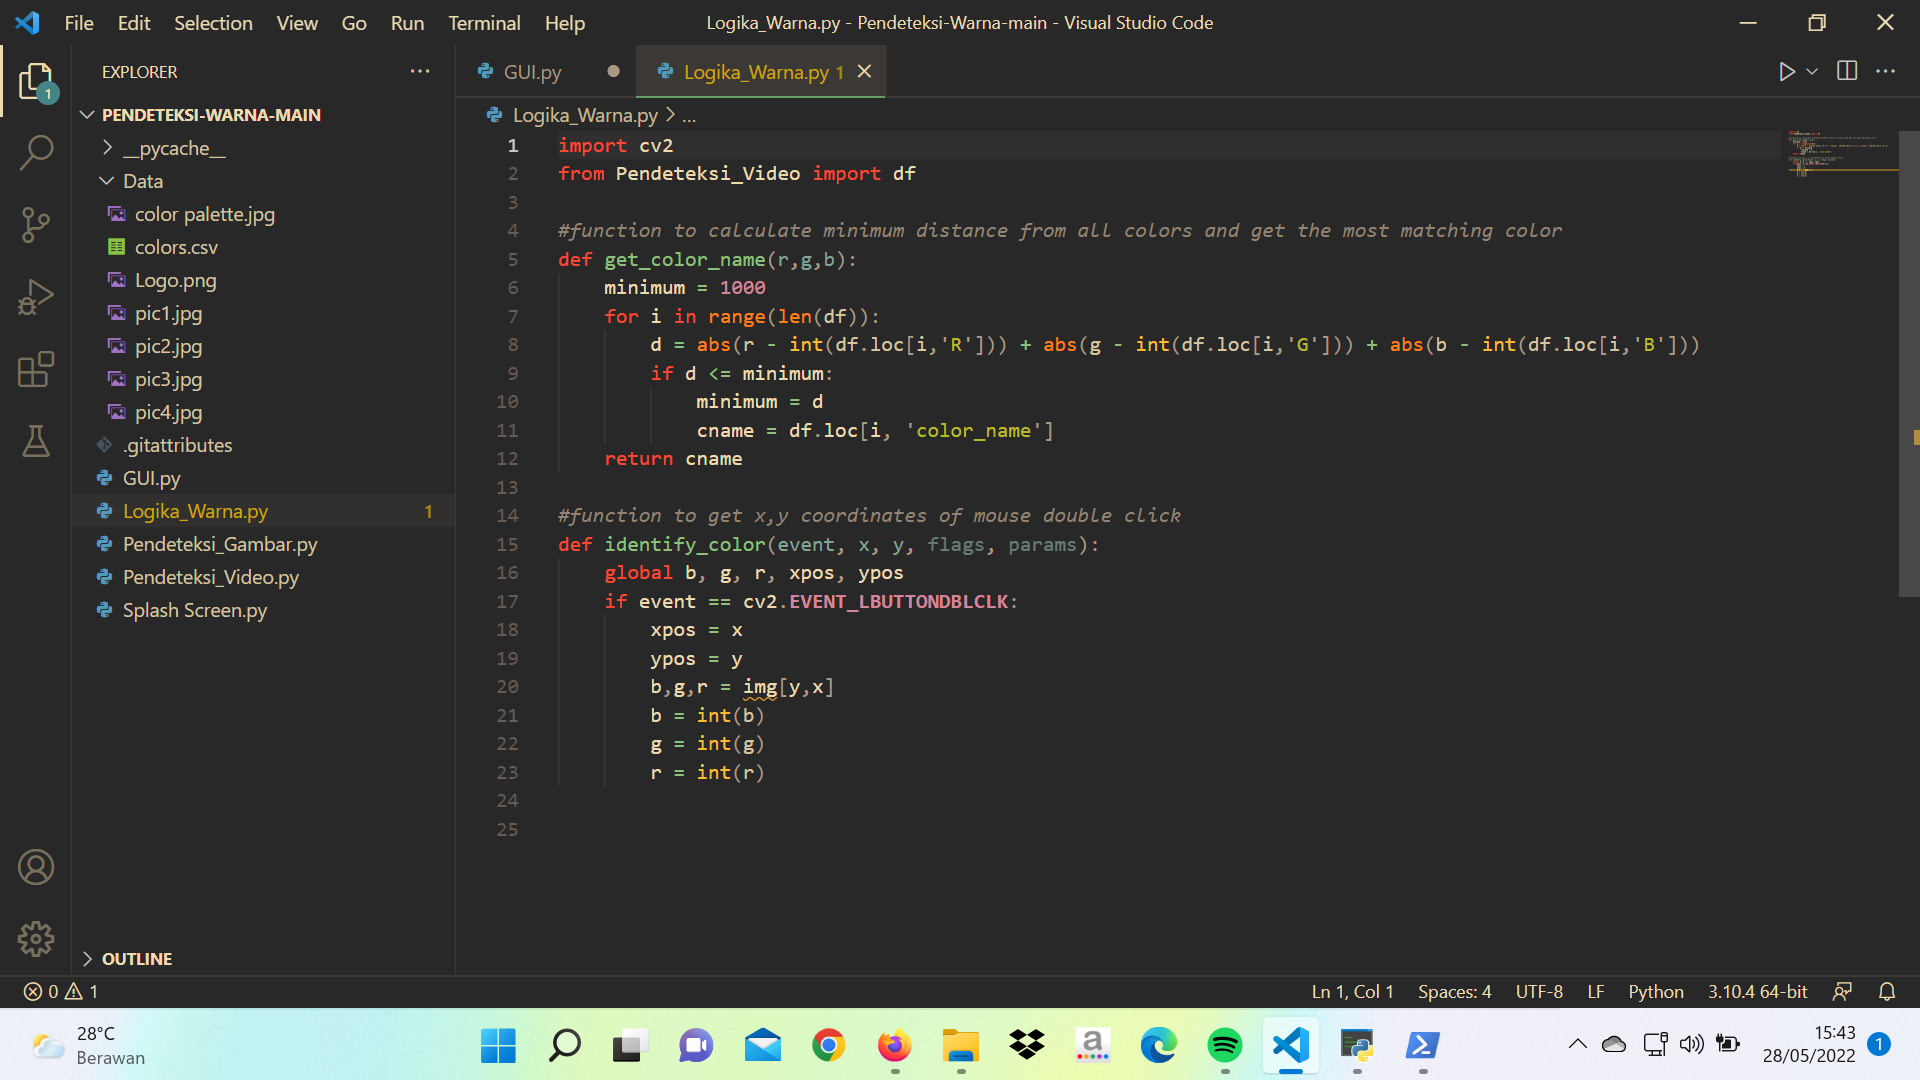 File Edit Selection View Go Run Terminal Help
Logika_Warna.py - Pendeteksi-Warna-main - Visual Studio Code
1
EXPLORER
PENDETEKSI-WARNA-MAIN
__pycache__
Data
color palette.jpg
colors.csv
Logo.png
pic1.jpg
pic2.jpg
pic3.jpg
pic4.jpg
.gitattributes
GUI.py
Logika_Warna.py 1
Pendeteksi_Gambar.py
Pendeteksi_Video.py
Splash Screen.py
OUTLINE
GUI.py
Logika_Warna.py 1
Logika_Warna.py > ...
1 import cv2
2 from Pendeteksi_Video import df
3
4 #function to calculate minimum distance from all colors and get the most matching color
5 def get_color_name(r,g,b):
6     minimum = 1000
7     for i in range(len(df)):
8         d = abs(r - int(df.loc[i,'R'])) + abs(g - int(df.loc[i,'G'])) + abs(b - int(df.loc[i,'B']))
9         if d <= minimum:
10             minimum = d
11             cname = df.loc[i, 'color_name']
12     return cname
13
14 #function to get x,y coordinates of mouse double click
15 def identify_color(event, x, y, flags, params):
16     global b, g, r, xpos, ypos
17     if event == cv2.EVENT_LBUTTONDBLCLK:
18         xpos = x
19         ypos = y
20         b,g,r = img[y,x]
21         b = int(b)
22         g = int(g)
23         r = int(r)
24
25
0 1
Ln 1, Col 1 Spaces: 4 UTF-8 LF Python 3.10.4 64-bit
28°C
Berawan
a
15:43
28/05/2022
1